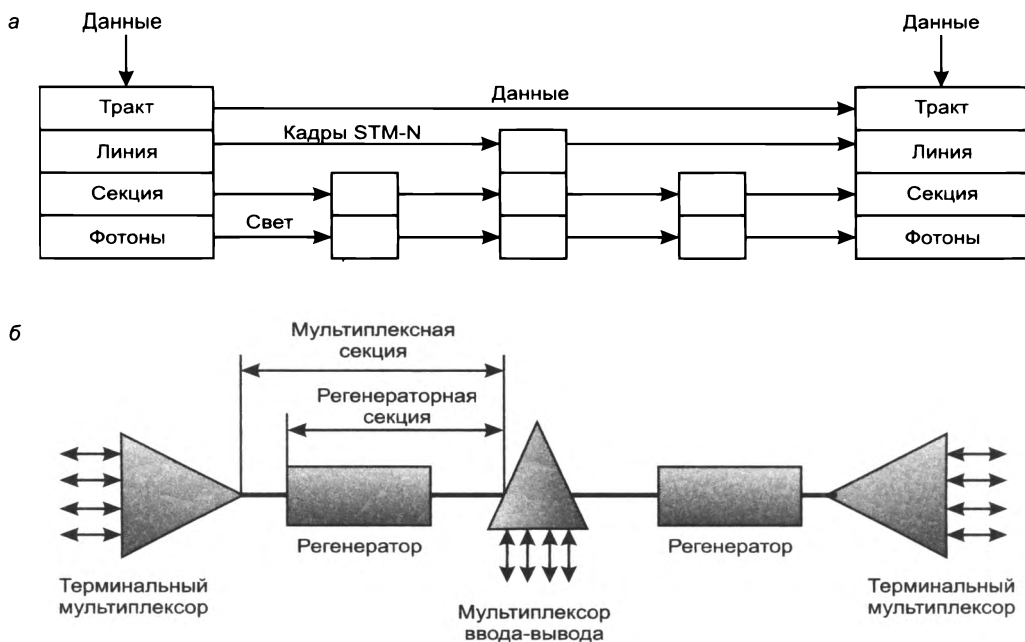 а
Данные
Данные
Тракт
Данные
Тракт
Линия
Кадры STM-N
Линия
Секция
Секция
Фотоны
Свет
Фотоны
б
Мультиплексная
секция
Регенераторная
секция
Регенератор
Регенератор
Терминальный
мультиплексор
Мультиплексор
ввода-вывода
Терминальный
мультиплексор